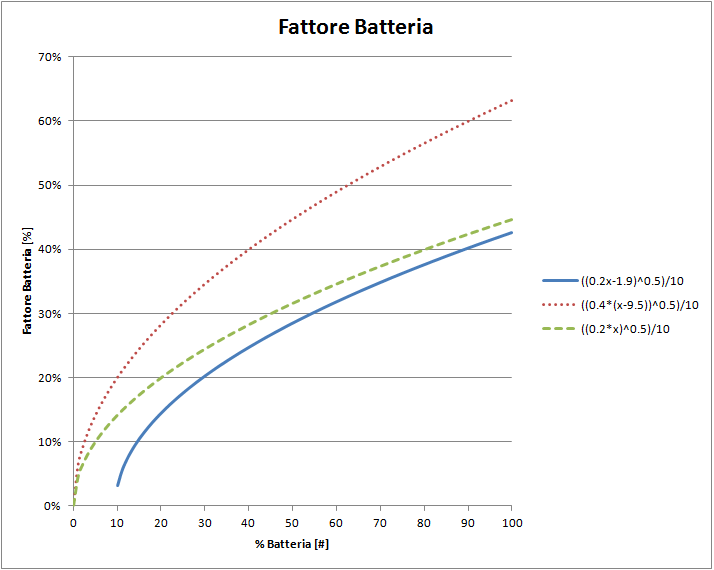 Fattore Batteria
70%
60%
50%
40%
30%
20%
10%
0%
Fattore Batteria [%]
0 10 20 30 40 50 60 70 80 90 100
% Batteria [#]
((0.2x-1.9)^0.5)/10
((0.4*(x-9.5))^0.5)/10
((0.2*x)^0.5)/10